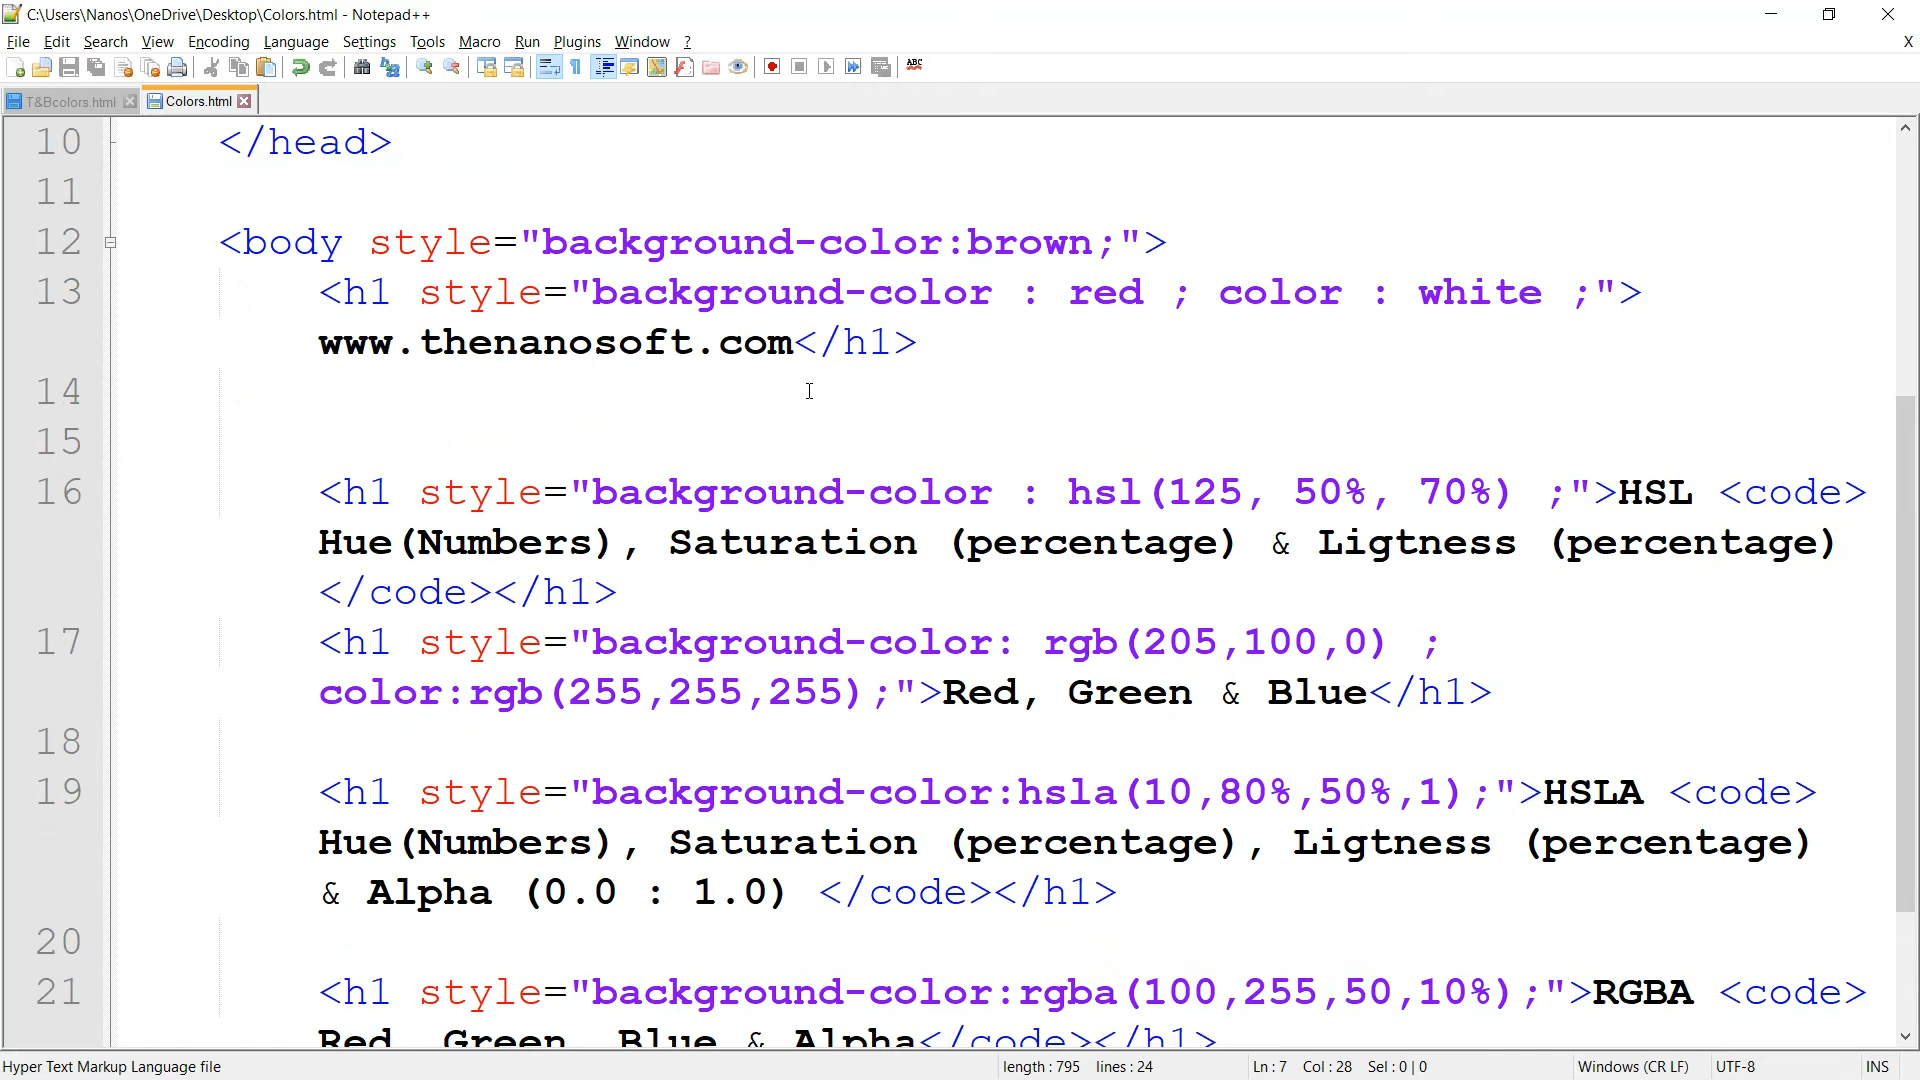 C:\Users\Nanos\OneDrive\Desktop\Colors.html - Notepad++
File Edit Search View Encoding Language Settings Tools Macro Run Plugins Window ? X
ABC
T&Bcolors.html Colors.html
10 </head>
11
12 <body style="background-color:brown;">
13 <h1 style="background-color : red ; color : white ;">
www.thenanosoft.com</h1>
14
15
16 <h1 style="background-color : hsl(125, 50%, 70%) ;">HSL <code>
Hue(Numbers), Saturation (percentage) & Ligtness (percentage)
</code></h1>
17 <h1 style="background-color: rgb(205,100,0) ;
color:rgb(255,255,255);">Red, Green & Blue</h1>
18
19 <h1 style="background-color:hsla(10,80%,50%,1);">HSLA <code>
Hue(Numbers), Saturation (percentage), Ligtness (percentage)
& Alpha (0.0 : 1.0) </code></h1>
20
21 <h1 style="background-color:rgba(100,255,50,10%);">RGBA <code>
Red, Green, Blue & Alpha</code></h1>
Hyper Text Markup Language file length : 795 lines : 24 Ln : 7 Col : 28 Sel : 0 | 0 Windows (CR LF) UTF-8 INS